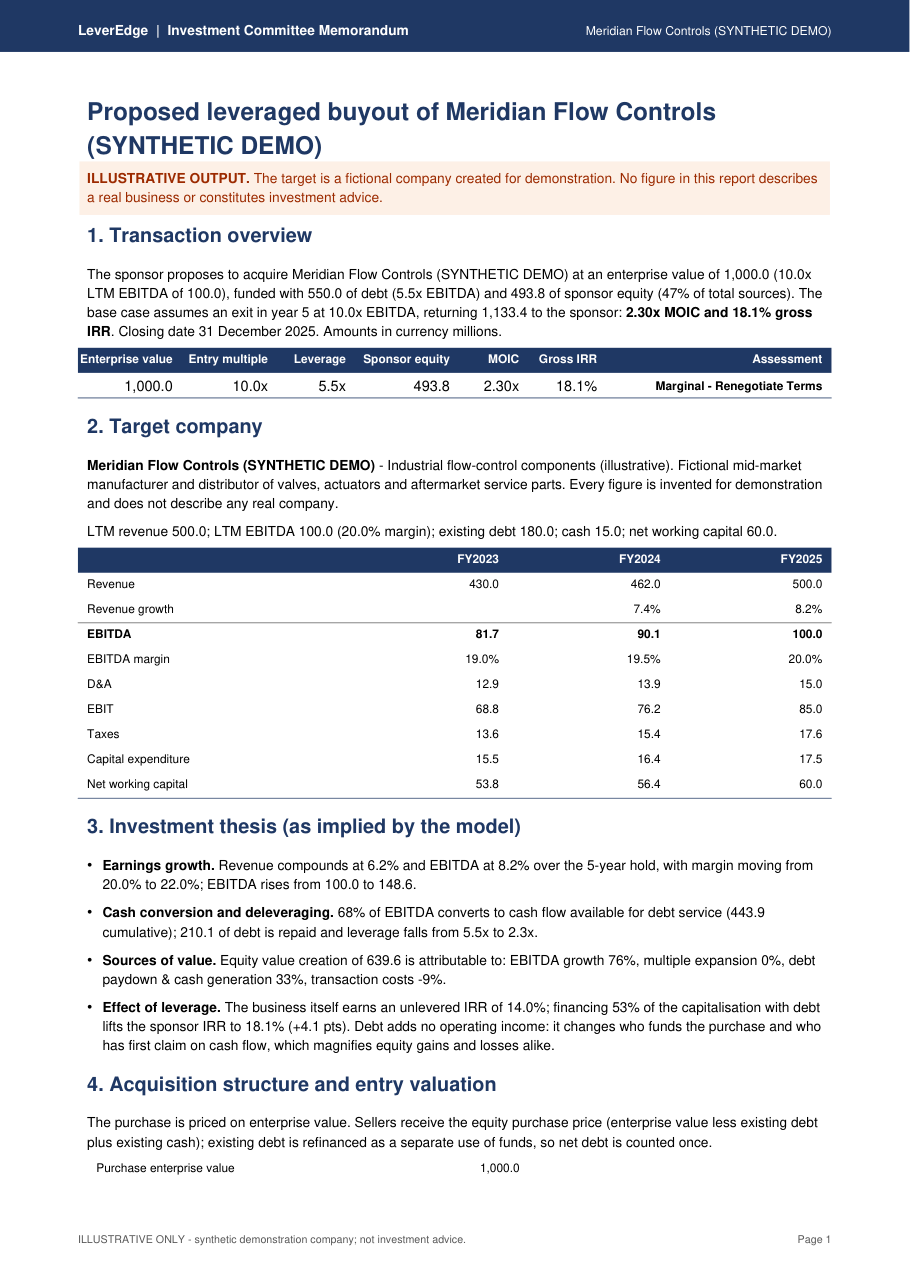 LeverEdge | Investment Committee Memorandum
Meridian Flow Controls (SYNTHETIC DEMO)
Proposed leveraged buyout of Meridian Flow Controls
(SYNTHETIC DEMO)
ILLUSTRATIVE OUTPUT. The target is a fictional company created for demonstration. No figure in this report describes
a real business or constitutes investment advice.
1. Transaction overview
The sponsor proposes to acquire Meridian Flow Controls (SYNTHETIC DEMO) at an enterprise value of 1,000.0 (10.0x
LTM EBITDA of 100.0), funded with 550.0 of debt (5.5x EBITDA) and 493.8 of sponsor equity (47% of total sources). The
base case assumes an exit in year 5 at 10.0x EBITDA, returning 1,133.4 to the sponsor: 2.30x MOIC and 18.1% gross
IRR. Closing date 31 December 2025. Amounts in currency millions.
Enterprise value Entry multiple Leverage Sponsor equity MOIC Gross IRR Assessment
1,000.0 10.0x 5.5x 493.8 2.30x 18.1% Marginal - Renegotiate Terms
2. Target company
Meridian Flow Controls (SYNTHETIC DEMO) - Industrial flow-control components (illustrative). Fictional mid-market
manufacturer and distributor of valves, actuators and aftermarket service parts. Every figure is invented for demonstration
and does not describe any real company.
LTM revenue 500.0; LTM EBITDA 100.0 (20.0% margin); existing debt 180.0; cash 15.0; net working capital 60.0.
FY2023 FY2024 FY2025
Revenue 430.0 462.0 500.0
Revenue growth 7.4% 8.2%
EBITDA 81.7 90.1 100.0
EBITDA margin 19.0% 19.5% 20.0%
D&A 12.9 13.9 15.0
EBIT 68.8 76.2 85.0
Taxes 13.6 15.4 17.6
Capital expenditure 15.5 16.4 17.5
Net working capital 53.8 56.4 60.0
3. Investment thesis (as implied by the model)
• Earnings growth. Revenue compounds at 6.2% and EBITDA at 8.2% over the 5-year hold, with margin moving from
20.0% to 22.0%; EBITDA rises from 100.0 to 148.6.
• Cash conversion and deleveraging. 68% of EBITDA converts to cash flow available for debt service (443.9
cumulative); 210.1 of debt is repaid and leverage falls from 5.5x to 2.3x.
• Sources of value. Equity value creation of 639.6 is attributable to: EBITDA growth 76%, multiple expansion 0%, debt
paydown & cash generation 33%, transaction costs -9%.
• Effect of leverage. The business itself earns an unlevered IRR of 14.0%; financing 53% of the capitalisation with debt
lifts the sponsor IRR to 18.1% (+4.1 pts). Debt adds no operating income: it changes who funds the purchase and who
has first claim on cash flow, which magnifies equity gains and losses alike.
4. Acquisition structure and entry valuation
The purchase is priced on enterprise value. Sellers receive the equity purchase price (enterprise value less existing debt
plus existing cash); existing debt is refinanced as a separate use of funds, so net debt is counted once.
Purchase enterprise value 1,000.0
ILLUSTRATIVE ONLY - synthetic demonstration company; not investment advice.
Page 1